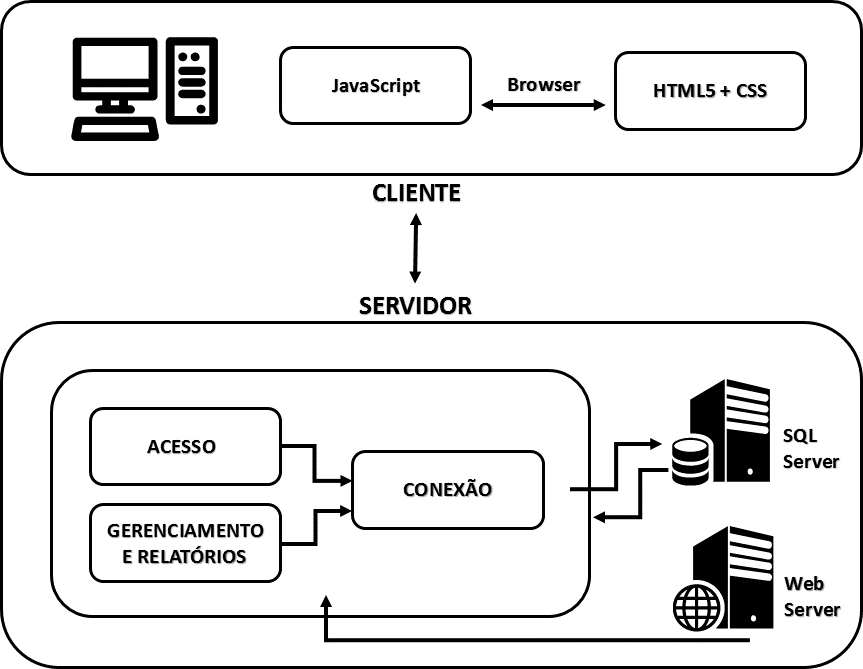 JavaScript
Browser
HTML5 + CSS
CLIENTE
SERVIDOR
ACESSO
GERENCIAMENTO
E RELATÓRIOS
CONEXÃO
SQL
Server
Web
Server